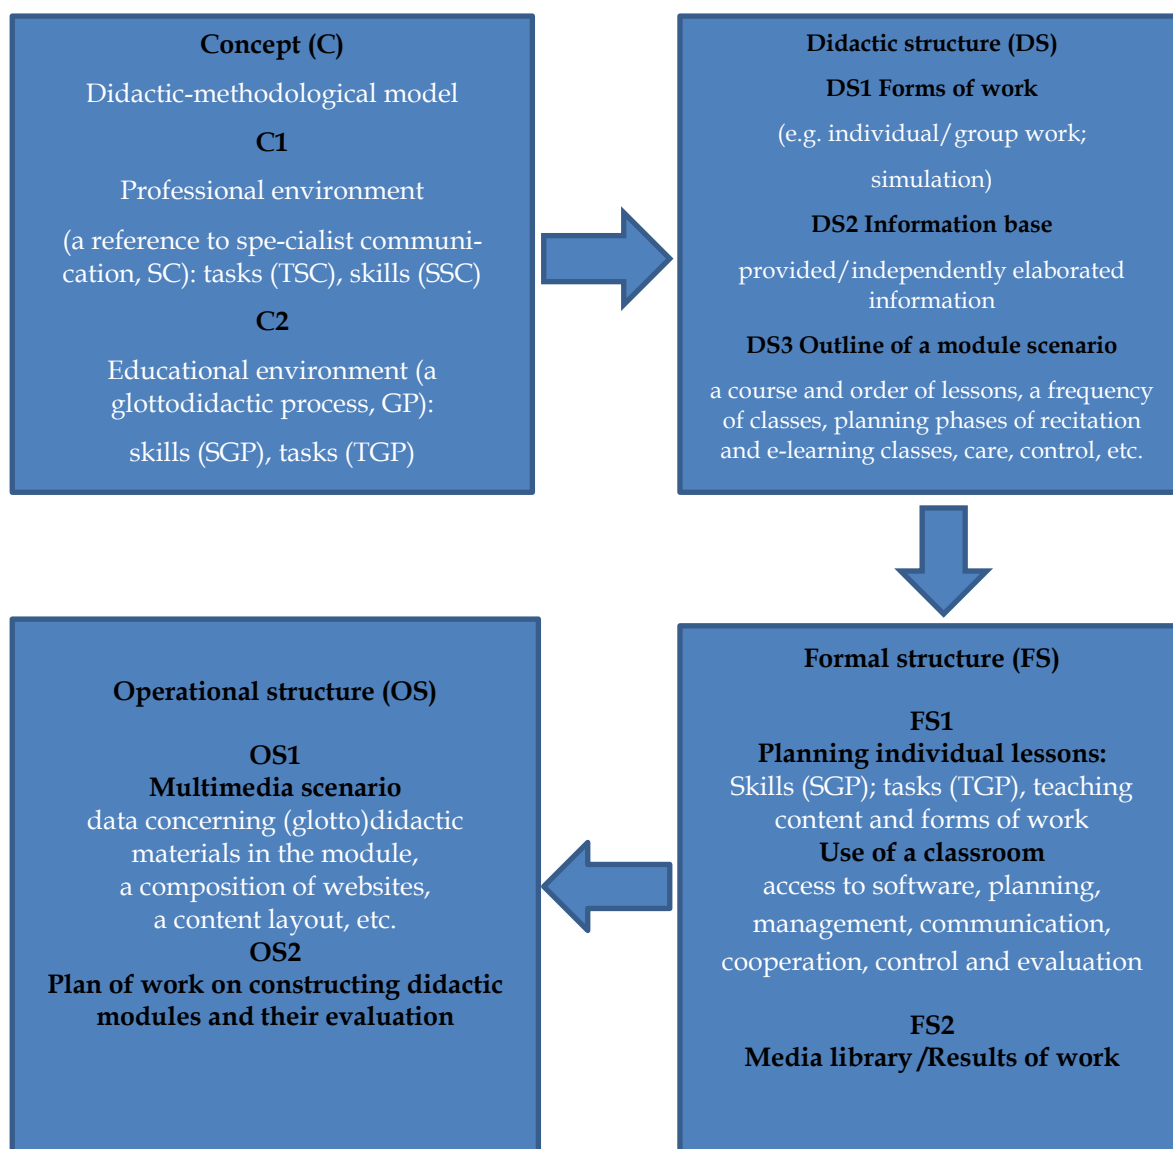 Concept (C)
Didactic-methodological model
C1
Professional environment
(a reference to spe-cialist communi-
cation, SC): tasks (TSC), skills (SSC)
C2
Educational environment (a
glottodidactic process, GP):
skills (SGP), tasks (TGP)
Didactic structure (DS)
DS1 Forms of work
(e.g. individual/group work;
simulation)
DS2 Information base
provided/independently elaborated
information
DS3 Outline of a module scenario
a course and order of lessons, a frequency
of classes, planning phases of recitation
and e-learning classes, care, control, etc.
Formal structure (FS)
FS1
Planning individual lessons:
Skills (SGP); tasks (TGP), teaching
content and forms of work
Use of a classroom
access to software, planning,
management, communication,
cooperation, control and evaluation
FS2
Media library/Results of work
Operational structure (OS)
OS1
Multimedia scenario
data concerning (glotto)didactic
materials in the module,
a composition of websites,
a content layout, etc.
OS2
Plan of work on constructing didactic
modules and their evaluation